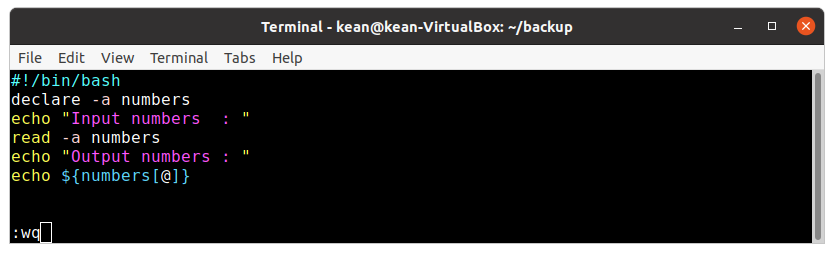 Terminal - kean@kean-VirtualBox: ~/backup
File Edit View Terminal Tabs Help
#!/bin/bash
declare -a numbers
echo "Input numbers  : "
read -a numbers
echo "Output numbers : "
echo ${numbers[@]}
:wq